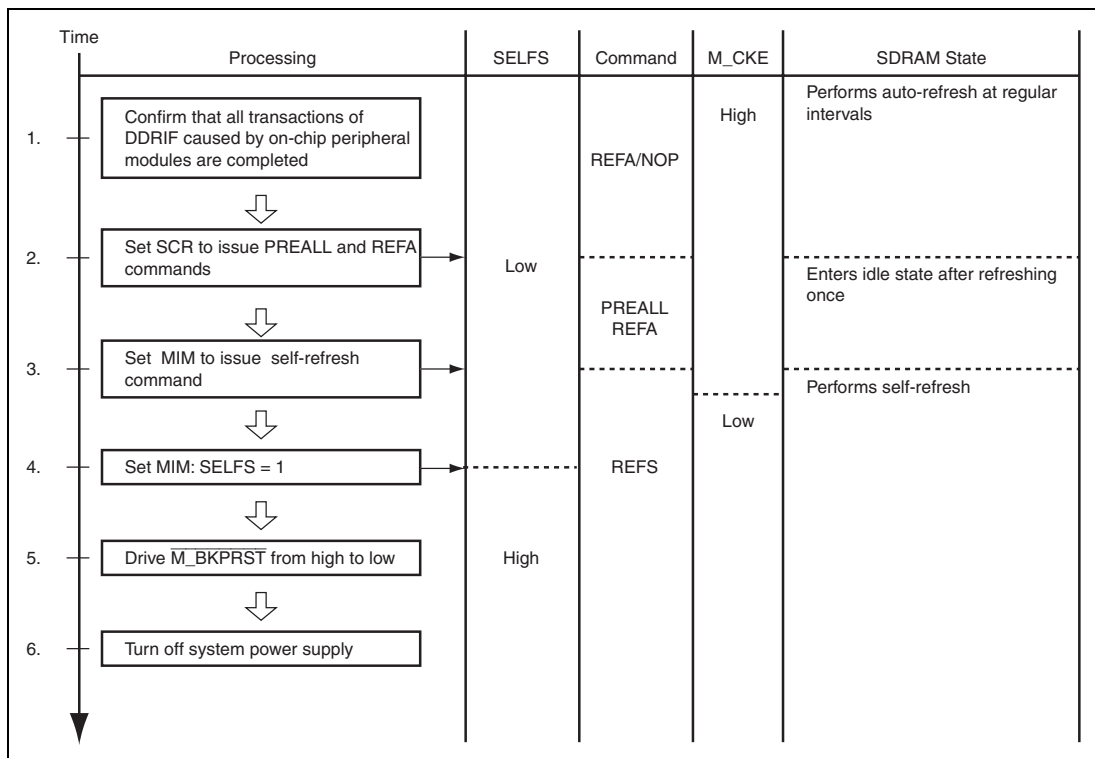 Time
Processing
SELFS
Command
M_CKE
SDRAM State
1.
Confirm that all transactions of
DDRIF caused by on-chip peripheral
modules are completed
REFA/NOP
High
Performs auto-refresh at regular
intervals
2.
Set SCR to issue PREALL and REFA
commands
Low
PREALL
REFA
Enters idle state after refreshing
once
3.
Set MIM to issue self-refresh
command
Low
Performs self-refresh
4.
Set MIM: SELFS = 1
REFS
5.
Drive M_BKPRST from high to low
High
6.
Turn off system power supply